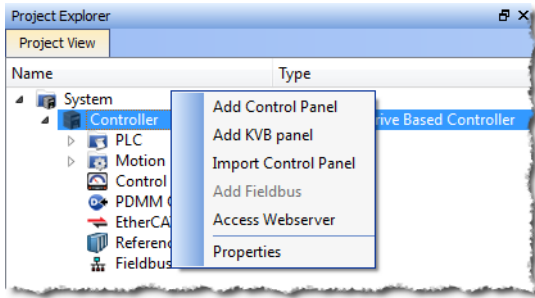 Project Explorer
Project View
Name Type
System
Controller rive Based Controller
Add Control Panel
PLC
Add KVB panel
Motion
Import Control Panel
Control
Add Fieldbus
PDMM
Access Webserver
EtherCA
Referenc
Properties
Fieldbus